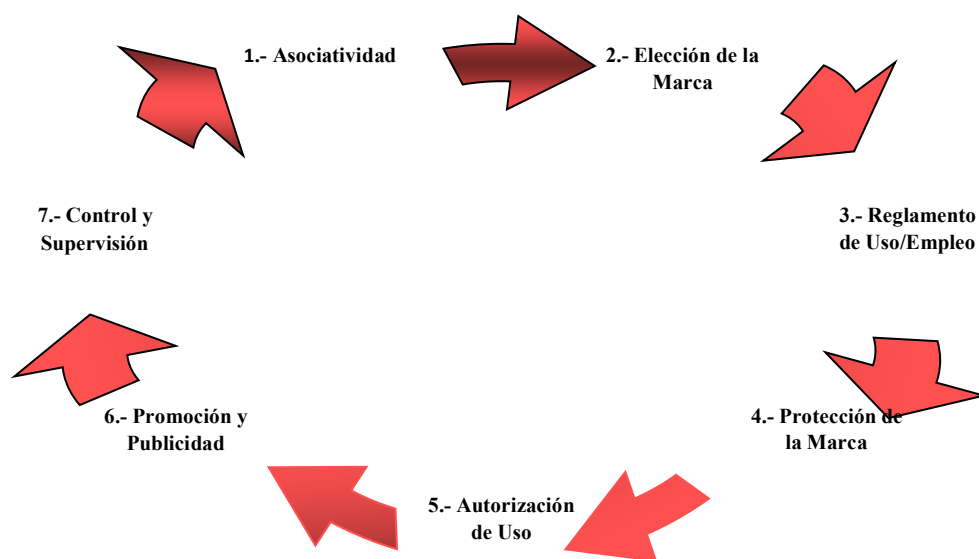 1.- Asociatividad
2.- Elección de la
Marca
3.- Reglamento
de Uso/Empleo
4.- Protección de
la Marca
5.- Autorización
de Uso
6.- Promoción y
Publicidad
7.- Control y
Supervisión